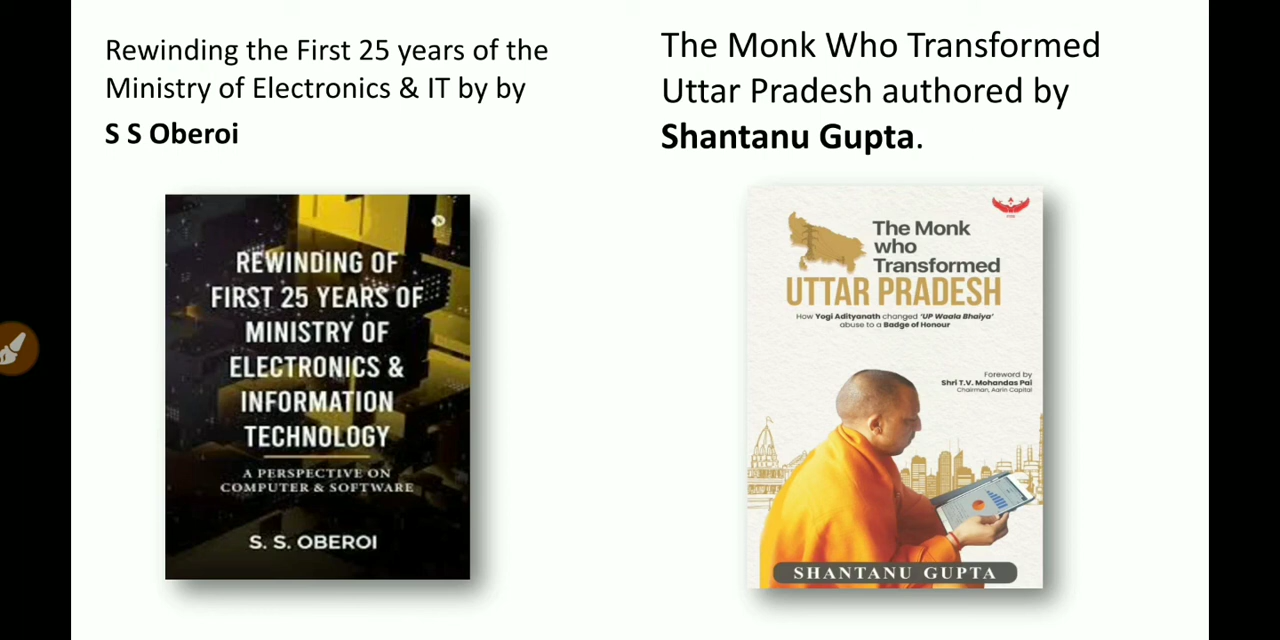 Rewinding the First 25 years of the
Ministry of Electronics & IT by by
S S Oberoi
The Monk Who Transformed
Uttar Pradesh authored by
Shantanu Gupta.
REWINDING OF
FIRST 25 YEARS OF
MINISTRY OF
ELECTRONICS &
INFORMATION
TECHNOLOGY
A PERSPECTIVE ON
COMPUTER & SOFTWARE
S. S. OBEROI
The Monk
who
Transformed
UTTAR PRADESH
How Yogi Adityanath changed 'UP Waala Bhaiya'
abuse to a Badge of Honour
Foreword by
Shri T.V. Mohandas Pai
Chairman, Aarin Capital
SHANTANU GUPTA